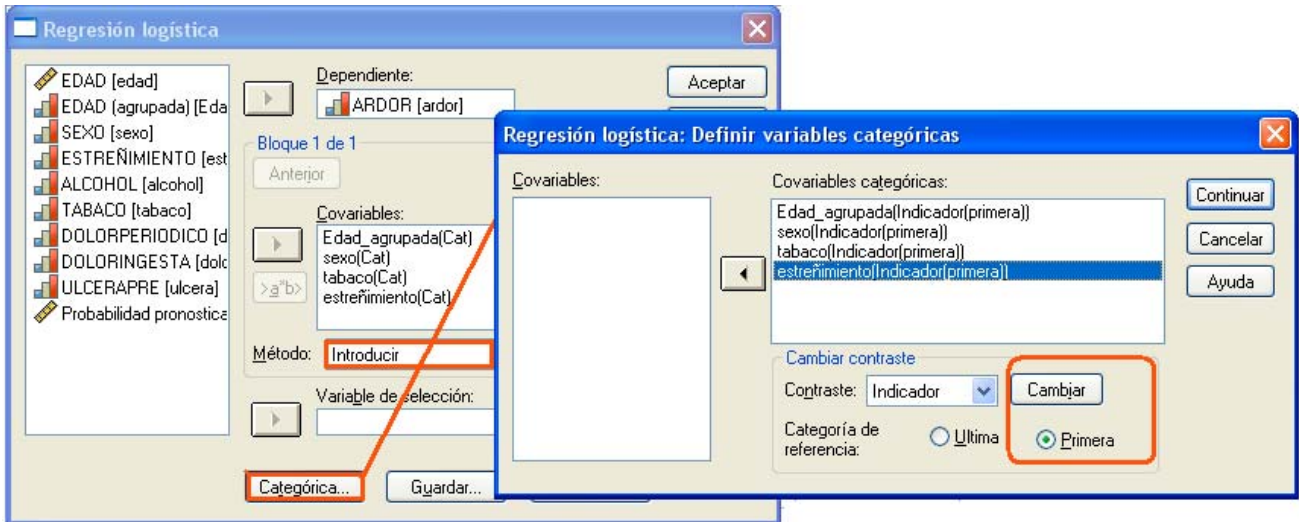 Regresión logística
EDAD [edad]
EDAD (agrupada) [Eda
SEXO [sexo]
ESTREÑIMIENTO [est
ALCOHOL [alcohol]
TABACO [tabaco]
DOLORPERIODICO [d
DOLORINGESTA [dolo
ULCERAPRE [ulcera]
Probabilidad pronostica
Dependiente:
ARDOR [ardor]
Aceptar
Bloque 1 de 1
Anterior
Covariables:
Edad_agrupada(Cat)
sexo(Cat)
tabaco(Cat)
estreñimiento(Cat)
>a*b>
Método: Introducir
Variable de selección:
Categórica...
Guardar...
Regresión logística: Definir variables categóricas
Covariables:
Covariables categóricas:
Edad_agrupada(Indicador(primera))
sexo(Indicador(primera))
tabaco(Indicador(primera))
estreñimiento(Indicador(primera))
Continuar
Cancelar
Ayuda
Cambiar contraste
Contraste: Indicador Cambiar
Categoría de
referencia:
Ultima
Primera